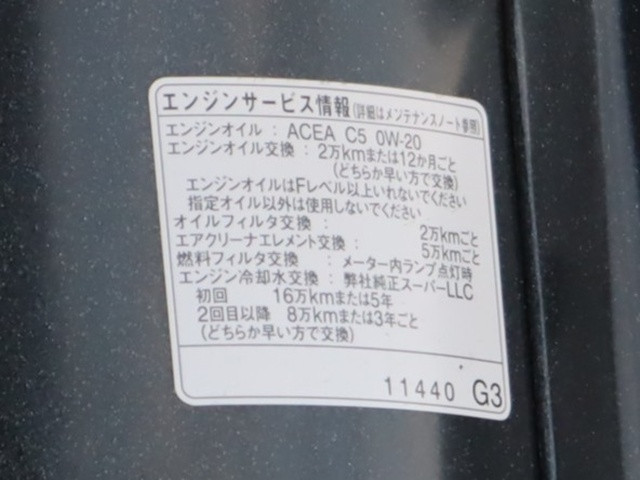 エンジンサービス情報(詳細はメンテナンスノート参照)
エンジンオイル : ACEA C5 0W-20
エンジンオイル交換 : 2万kmまたは12か月ごと
(どちらか早い方で交換)
エンジンオイルはFレベル以上いれないでください
指定オイル以外は使用しないでください
オイルフィルタ交換 : 2万kmごと
エアクリーナエレメント交換 : 5万kmごと
燃料フィルタ交換 : メーター内ランプ点灯時
エンジン冷却水交換 : 弊社純正スーパーLLC
初回 16万kmまたは5年
2回目以降 8万kmまたは3年ごと
(どちらか早い方で交換)
11440 G3